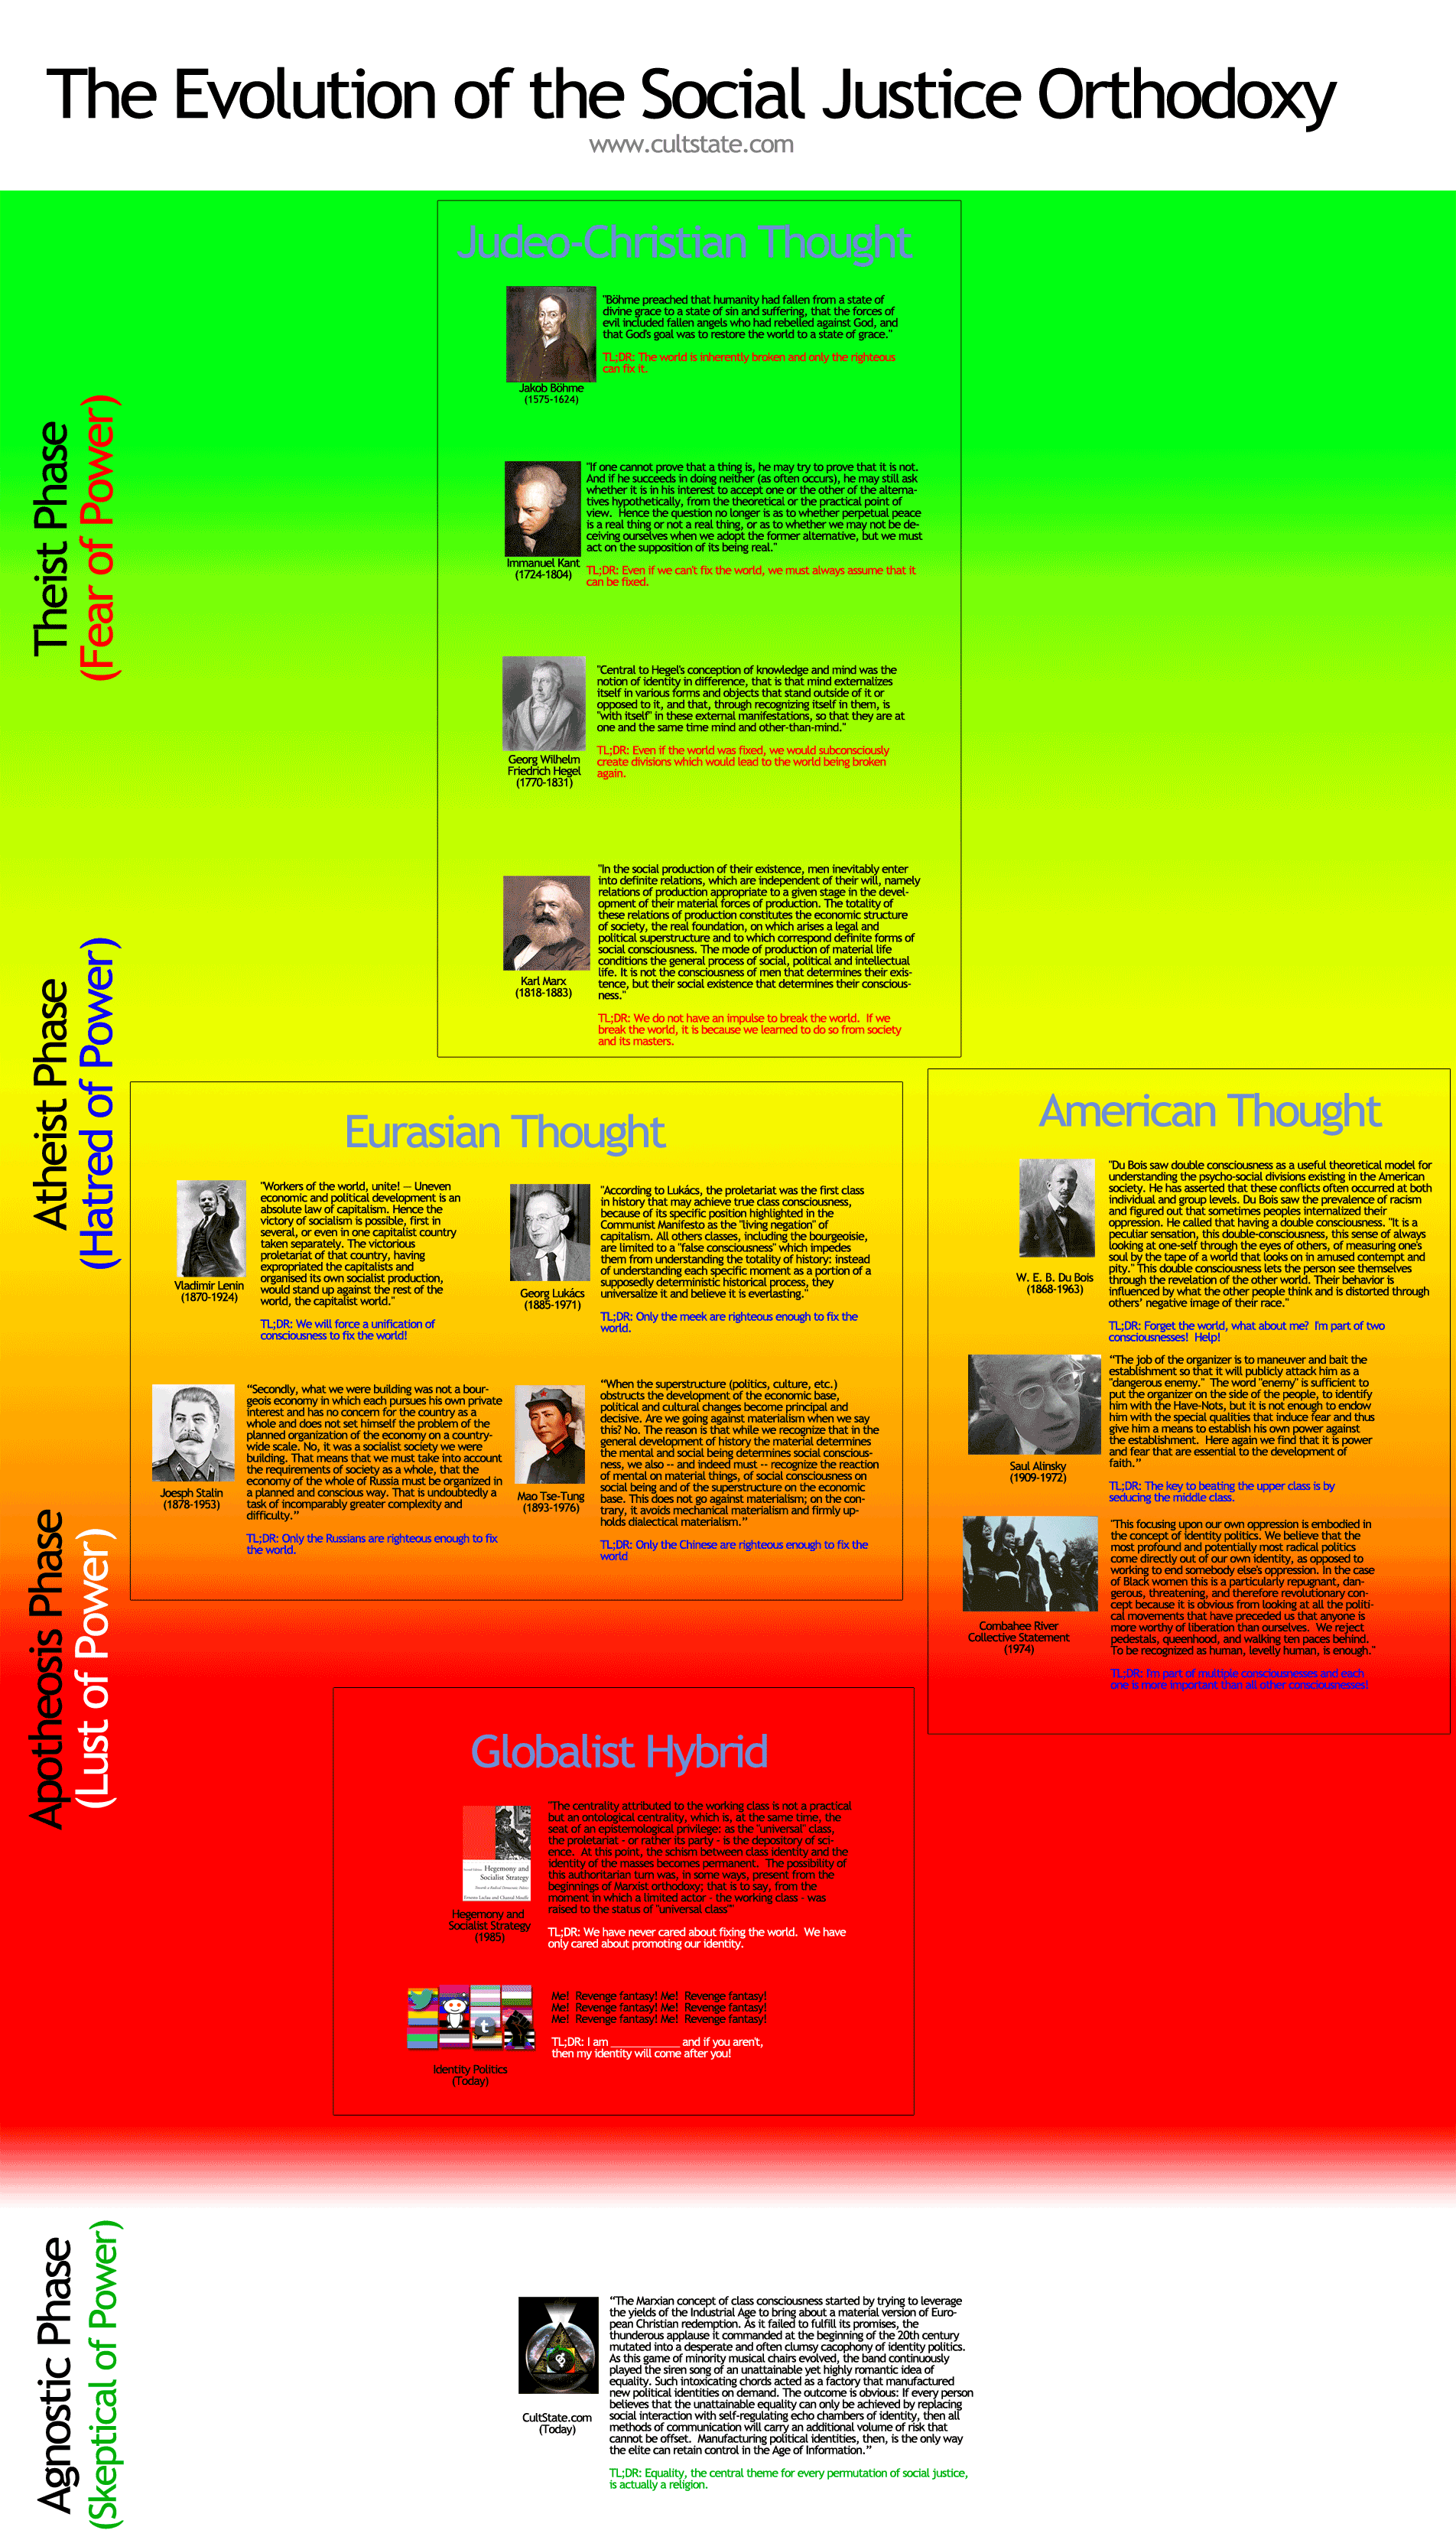 The Evolution of the Social Justice Orthodoxy
www.cultstate.com
Theist Phase
(Fear of Power)
Judeo-Christian Thought
"Böhme preached that humanity had fallen from a state of
divine grace to a state of sin and suffering, that the forces of
evil included fallen angels who had rebelled against God, and
that God's goal was to restore the world to a state of grace."
TL;DR: The world is inherently broken and only the righteous
can fix it.
Jakob Böhme
(1575-1624)
"If one cannot prove that a thing is, he may try to prove that it is not.
And if he succeeds in doing neither (as often occurs), he may still ask
whether it is in his interest to accept one or the other of the alterna-
tives hypothetically, from the theoretical or the practical point of
view.  Hence the question no longer is as to whether perpetual peace
is a real thing or not a real thing, or as to whether we may not be de-
ceiving ourselves when we adopt the former alternative, but we must
act on the supposition of its being real."
TL;DR: Even if we can't fix the world, we must always assume that it
can be fixed.
Immanuel Kant
(1724-1804)
"Central to Hegel's conception of knowledge and mind was the
notion of identity in difference, that is that mind externalizes
itself in various forms and objects that stand outside of it or
opposed to it, and that, through recognizing itself in them, is
"with itself" in these external manifestations, so that they are at
one and the same time mind and other-than-mind."
TL;DR: Even if the world was fixed, we would subconsciously
create divisions which would lead to the world being broken
again.
Georg Wilhelm
Friedrich Hegel
(1770-1831)
Atheist Phase
(Hatred of Power)
"In the social production of their existence, men inevitably enter
into definite relations, which are independent of their will, namely
relations of production appropriate to a given stage in the devel-
opment of their material forces of production. The totality of
these relations of production constitutes the economic structure
of society, the real foundation, on which arises a legal and
political superstructure and to which correspond definite forms of
social consciousness. The mode of production of material life
conditions the general process of social, political and intellectual
life. It is not the consciousness of men that determines their exis-
tence, but their social existence that determines their conscious-
ness."
TL;DR: We do not have an impulse to break the world.  If we
break the world, it is because we learned to do so from society
and its masters.
Karl Marx
(1818-1883)
Eurasian Thought
"Workers of the world, unite! — Uneven
economic and political development is an
absolute law of capitalism. Hence the
victory of socialism is possible, first in
several, or even in one capitalist country
taken separately. The victorious
proletariat of that country, having
expropriated the capitalists and
organised its own socialist production,
would stand up against the rest of the
world, the capitalist world."
TL;DR: We will force a unification of
consciousness to fix the world!
Vladimir Lenin
(1870-1924)
"According to Lukács, the proletariat was the first class
in history that may achieve true class consciousness,
because of its specific position highlighted in the
Communist Manifesto as the "living negation" of
capitalism. All others classes, including the bourgeoisie,
are limited to a "false consciousness" which impedes
them from understanding the totality of history: instead
of understanding each specific moment as a portion of a
supposedly deterministic historical process, they
universalize it and believe it is everlasting."
TL;DR: Only the meek are righteous enough to fix the
world.
Georg Lukács
(1885-1971)
“Secondly, what we were building was not a bour-
geois economy in which each pursues his own private
interest and has no concern for the country as a
whole and does not set himself the problem of the
planned organization of the economy on a country-
wide scale. No, it was a socialist society we were
building. That means that we must take into account
the requirements of society as a whole, that the
economy of the whole of Russia must be organized in
a planned and conscious way. That is undoubtedly a
task of incomparably greater complexity and
difficulty.”
TL;DR: Only the Russians are righteous enough to fix
the world.
Joesph Stalin
(1878-1953)
“When the superstructure (politics, culture, etc.)
obstructs the development of the economic base,
political and cultural changes become principal and
decisive. Are we going against materialism when we say
this? No. The reason is that while we recognize that in the
general development of history the material determines
the mental and social being determines social conscious-
ness, we also -- and indeed must -- recognize the reaction
of mental on material things, of social consciousness on
social being and of the superstructure on the economic
base. This does not go against materialism; on the con-
trary, it avoids mechanical materialism and firmly up-
holds dialectical materialism.”
TL;DR: Only the Chinese are righteous enough to fix the
world
Mao Tse-Tung
(1893-1976)
American Thought
"Du Bois saw double consciousness as a useful theoretical model for
understanding the psycho-social divisions existing in the American
society. He has asserted that these conflicts often occurred at both
individual and group levels. Du Bois saw the prevalence of racism
and figured out that sometimes peoples internalized their
oppression. He called that having a double consciousness. "It is a
peculiar sensation, this double-consciousness, this sense of always
looking at one-self through the eyes of others, of measuring one's
soul by the tape of a world that looks on in amused contempt and
pity." This double consciousness lets the person see themselves
through the revelation of the other world. Their behavior is
influenced by what the other people think and is distorted through
others’ negative image of their race."
TL;DR: Forget the world, what about me?  I'm part of two
consciousnesses!  Help!
W. E. B. Du Bois
(1868-1963)
“The job of the organizer is to maneuver and bait the
establishment so that it will publicly attack him as a
"dangerous enemy."  The word "enemy" is sufficient to
put the organizer on the side of the people, to identify
him with the Have-Nots, but it is not enough to endow
him with the special qualities that induce fear and thus
give him a means to establish his own power against
the establishment.  Here again we find that it is power
and fear that are essential to the development of
faith.”
TL;DR: The key to beating the upper class is by
seducing the middle class.
Saul Alinsky
(1909-1972)
"This focusing upon our own oppression is embodied in
the concept of identity politics. We believe that the
most profound and potentially most radical politics
come directly out of our own identity, as opposed to
working to end somebody else's oppression. In the case
of Black women this is a particularly repugnant, dan-
gerous, threatening, and therefore revolutionary con-
cept because it is obvious from looking at all the politi-
cal movements that have preceded us that anyone is
more worthy of liberation than ourselves.  We reject
pedestals, queenhood, and walking ten paces behind.
To be recognized as human, levelly human, is enough."
TL;DR: I'm part of multiple consciousnesses and each
one is more important than all other consciousnesses!
Combahee River
Collective Statement
(1974)
Apotheosis Phase
(Lust of Power)
Globalist Hybrid
"The centrality attributed to the working class is not a practical
but an ontological centrality, which is, at the same time, the
seat of an epistemological privilege: as the "universal" class,
the proletariat - or rather its party - is the depository of sci-
ence.  At this point, the schism between class identity and the
identity of the masses becomes permanent.  The possibility of
this authoritarian turn was, in some ways, present from the
beginnings of Marxist orthodoxy; that is to say, from the
moment in which a limited actor - the working class - was
raised to the status of "universal class""
TL;DR: We have never cared about fixing the world.  We have
only cared about promoting our identity.
Hegemony and
Socialist Strategy
Ernesto Laclau and Chantal Mouffe
Hegemony and
Socialist Strategy
(1985)
Me!  Revenge fantasy! Me!  Revenge fantasy!
Me!  Revenge fantasy! Me!  Revenge fantasy!
Me!  Revenge fantasy! Me!  Revenge fantasy!
TL;DR: I am ___________ and if you aren't,
then my identity will come after you!
t
Identity Politics
(Today)
Agnostic Phase
(Skeptical of Power)
“The Marxian concept of class consciousness started by trying to leverage
the yields of the Industrial Age to bring about a material version of Euro-
pean Christian redemption. As it failed to fulfill its promises, the
thunderous applause it commanded at the beginning of the 20th century
mutated into a desperate and often clumsy cacophony of identity politics.
As this game of minority musical chairs evolved, the band continuously
played the siren song of an unattainable yet highly romantic idea of
equality. Such intoxicating chords acted as a factory that manufactured
new political identities on demand. The outcome is obvious: If every person
believes that the unattainable equality can only be achieved by replacing
social interaction with self-regulating echo chambers of identity, then all
methods of communication will carry an additional volume of risk that
cannot be offset.  Manufacturing political identities, then, is the only way
the elite can retain control in the Age of Information.”
TL;DR: Equality, the central theme for every permutation of social justice,
is actually a religion.
CultState.com
(Today)